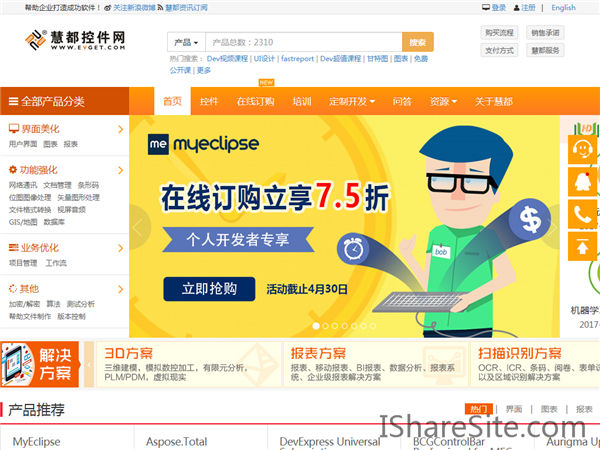 帮助企业打造成功软件！ 关注新浪微博 慧都资讯订阅
登录 注册 | English
慧都控件网
WWW.EVGET.COM
产品 产品总数：2310 搜索
热门搜索： Dev视频课程 | UI设计 | fastreport | Dev超值课程 | 甘特图 | 图表 | 免费
公开课 | 更多
购买流程 销售承诺
支付方式 慧都服务
NEW
全部产品分类 首页 控件 在线订购 培训 定制开发 问答 资源 关于慧都
界面美化
用户界面 图表 报表
功能强化
网络通讯 文档管理 条形码
位图图像处理 矢量图形处理
文件格式转换 视屏音频
GIS/地图 数据库
业务优化
项目管理 工作流
其他
加密/解密 算法 测试分析
帮助文件制作 版本控制
me myeclipse
在线订购立享7.5折
个人开发者专享
立即抢购 活动截止4月30日
bob
$
机器学
2017
解决
方案
3D方案
三维建模，模拟数控加工，有限元分析，
PLM/PDM，虚拟现实
报表方案
报表、移动报表、BI报表、数据分析、报表系
统、企业级报表解决方案
扫描识别方案
OCR、ICR、条码、阅卷、表单识
以及区域识别解决方案
产品推荐
热门 | 界面 | 图表 | 报表
MyEclipse Aspose.Total DevExpress Universal BCGControlBar Aurigma Up
IShareSite.com